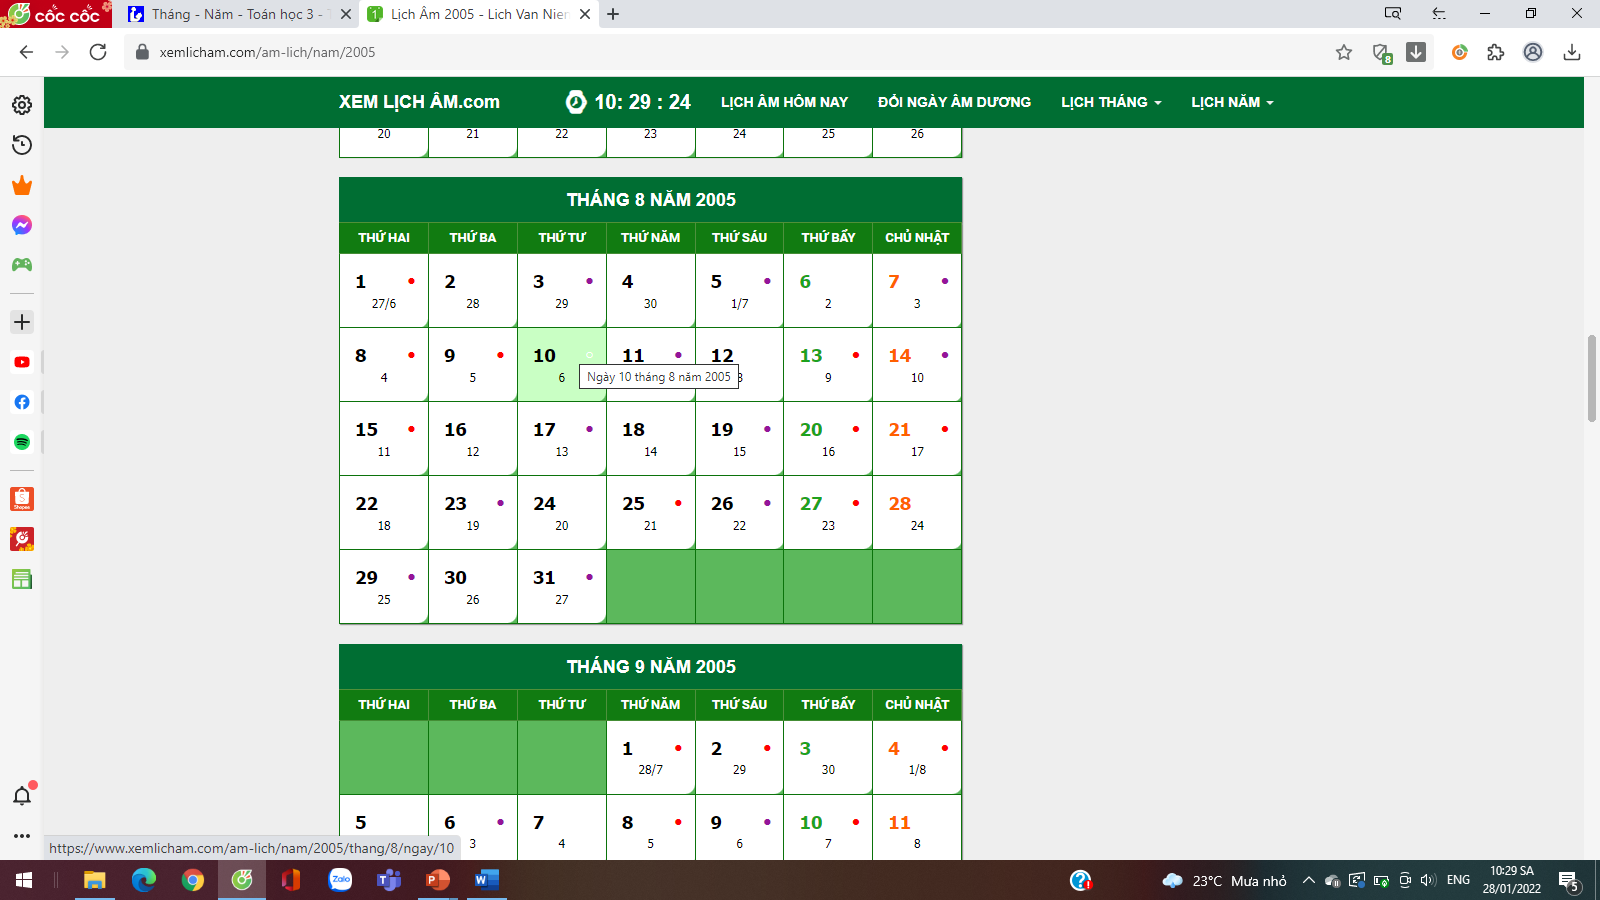 cốc cốc
Tháng - Năm - Toán học 3 - T
1 Lịch Âm 2005 - Lich Van Nien
xemlicham.com/am-lich/nam/2005
8
XEM LỊCH ÂM.com
10: 29 : 24
LỊCH ÂM HÔM NAY
ĐỔI NGÀY ÂM DƯƠNG
LỊCH THÁNG
LỊCH NĂM
20 21 22 23 24 25 26
THÁNG 8 NĂM 2005
THỨ HAI THỨ BA THỨ TƯ THỨ NĂM THỨ SÁU THỨ BẨY CHỦ NHẬT
1 2 3 4 5 6 7
27/6 28 29 30 1/7 2 3
8 9 10 11 12 13 14
4 5 6 8 9 10
Ngày 10 tháng 8 năm 2005
15 16 17 18 19 20 21
11 12 13 14 15 16 17
22 23 24 25 26 27 28
18 19 20 21 22 23 24
29 30 31
25 26 27
THÁNG 9 NĂM 2005
THỨ HAI THỨ BA THỨ TƯ THỨ NĂM THỨ SÁU THỨ BẨY CHỦ NHẬT
1 2 3 4
28/7 29 30 1/8
5 6 7 8 9 10 11
3 4 5 6 7 8
https://www.xemlicham.com/am-lich/nam/2005/thang/8/ngay/10
Shopee
Zalo
23°C Mưa nhỏ
ENG
10:29 SA
28/01/2022
5